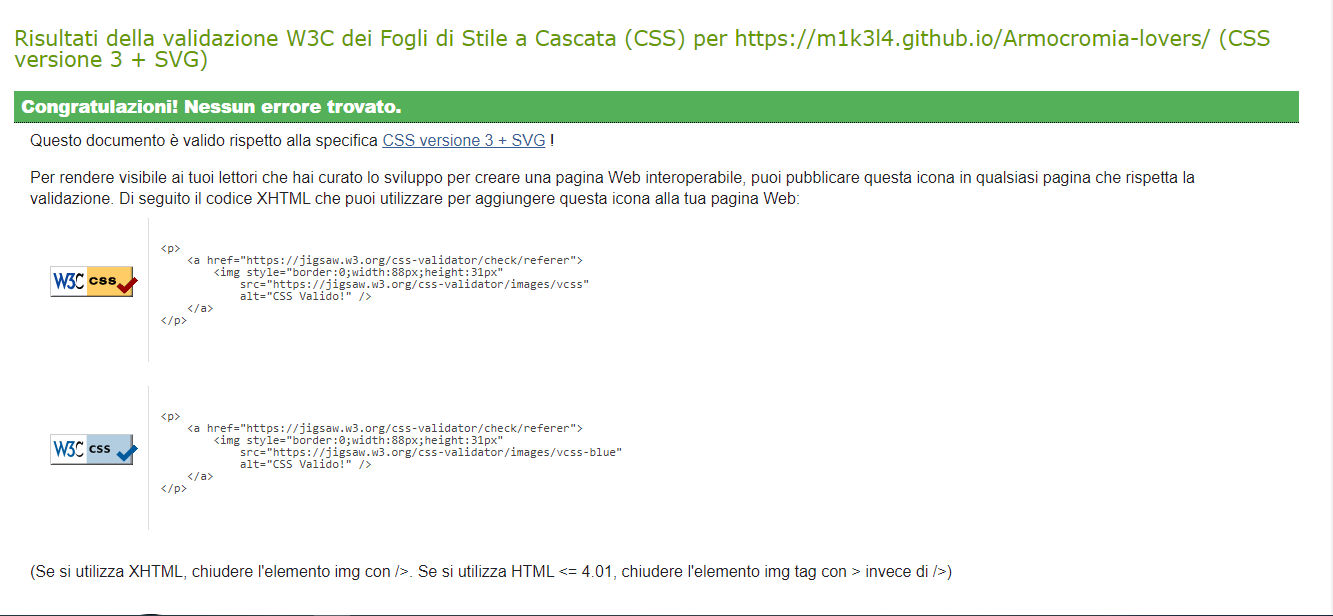 Risultati della validazione W3C dei Fogli di Stile a Cascata (CSS) per https://m1k3l4.github.io/Armocromia-lovers/ (CSS
versione 3 + SVG)
Congratulazioni! Nessun errore trovato.
Questo documento è valido rispetto alla specifica CSS versione 3 + SVG !
Per rendere visibile ai tuoi lettori che hai curato lo sviluppo per creare una pagina Web interoperabile, puoi pubblicare questa icona in qualsiasi pagina che rispetta la
validazione. Di seguito il codice XHTML che puoi utilizzare per aggiungere questa icona alla tua pagina Web:
W3C css
<p>
<a href="https://jigsaw.w3.org/css-validator/check/referer">
<img style="border:0;width:88px;height:31px"
src="https://jigsaw.w3.org/css-validator/images/vcss"
alt="CSS Valido!" />
</a>
</p>
W3C css
<p>
<a href="https://jigsaw.w3.org/css-validator/check/referer">
<img style="border:0;width:88px;height:31px"
src="https://jigsaw.w3.org/css-validator/images/vcss-blue"
alt="CSS Valido!" />
</a>
</p>
(Se si utilizza XHTML, chiudere l'elemento img con />. Se si utilizza HTML <= 4.01, chiudere l'elemento img tag con > invece di />)